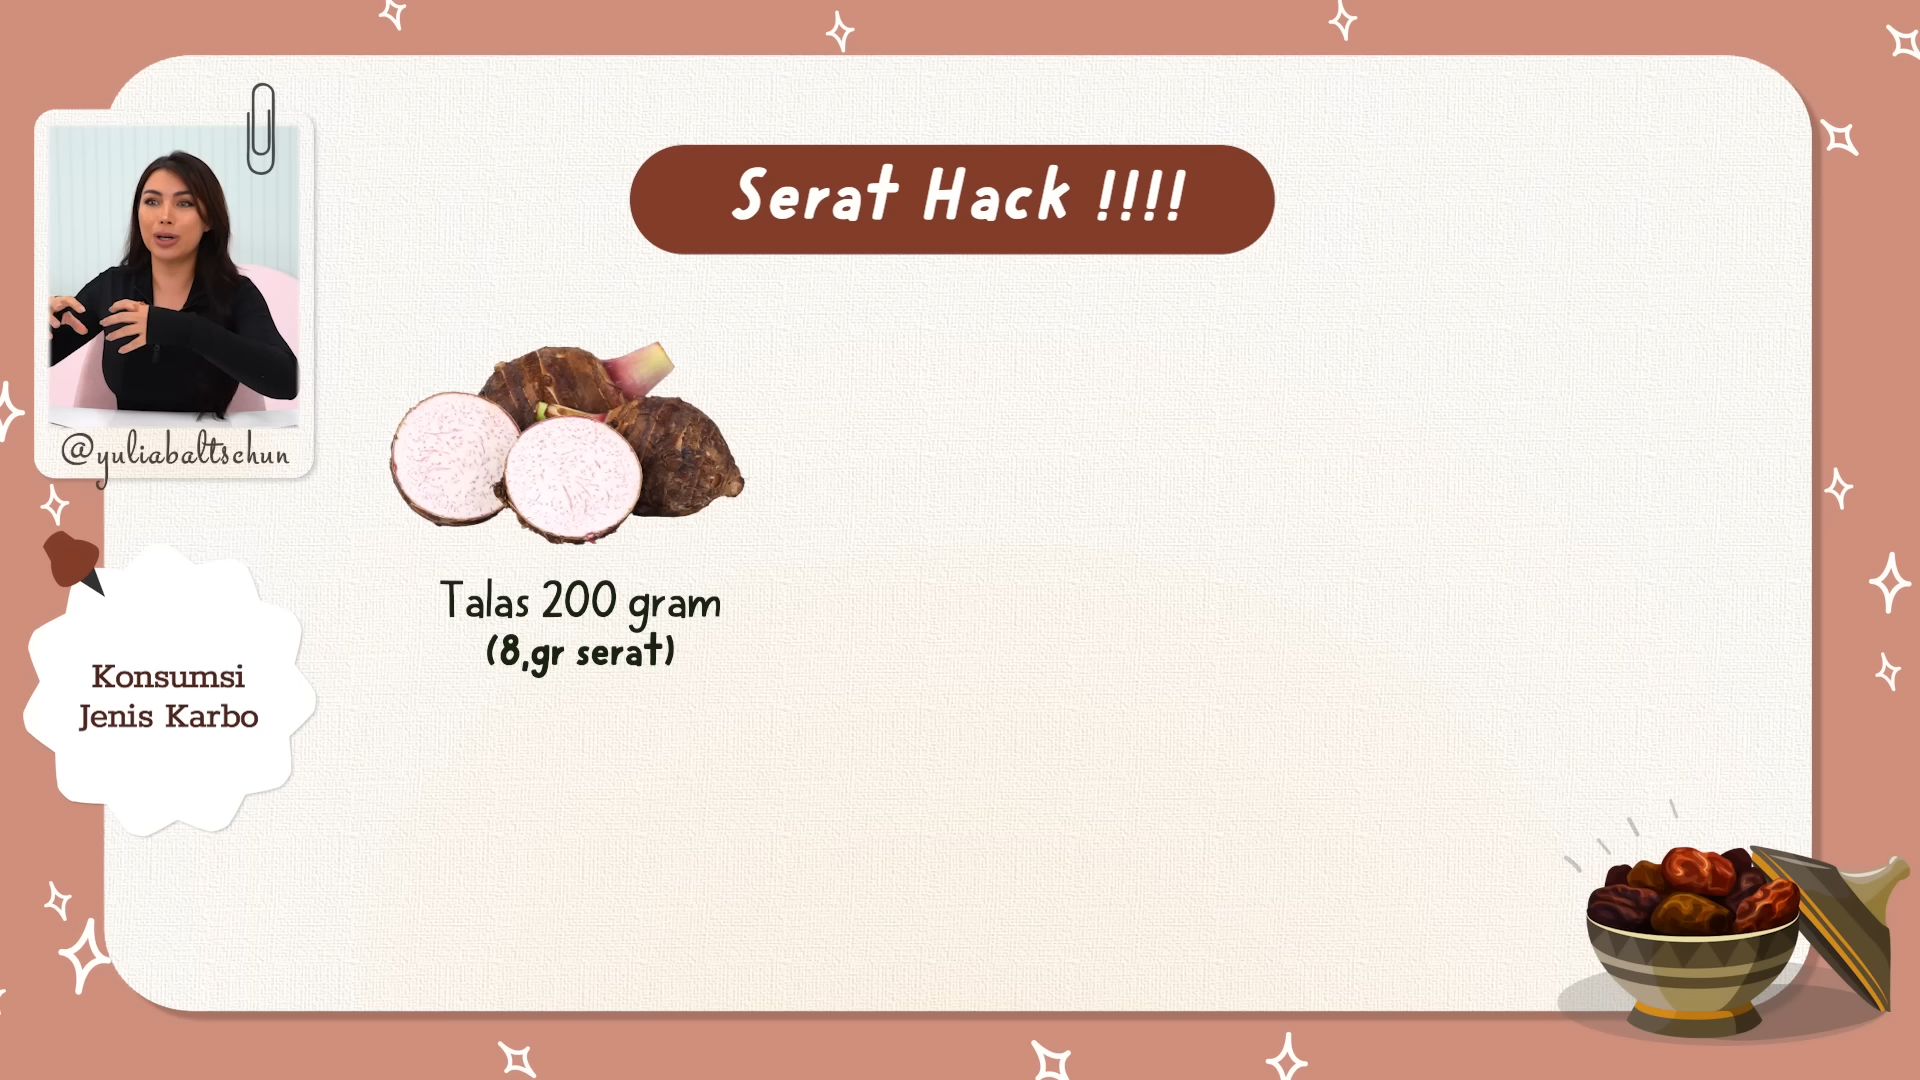 Serat Hack !!!!
@yuliabaltschun
Talas 200 gram
(8,gr serat)
Konsumsi
Jenis Karbo